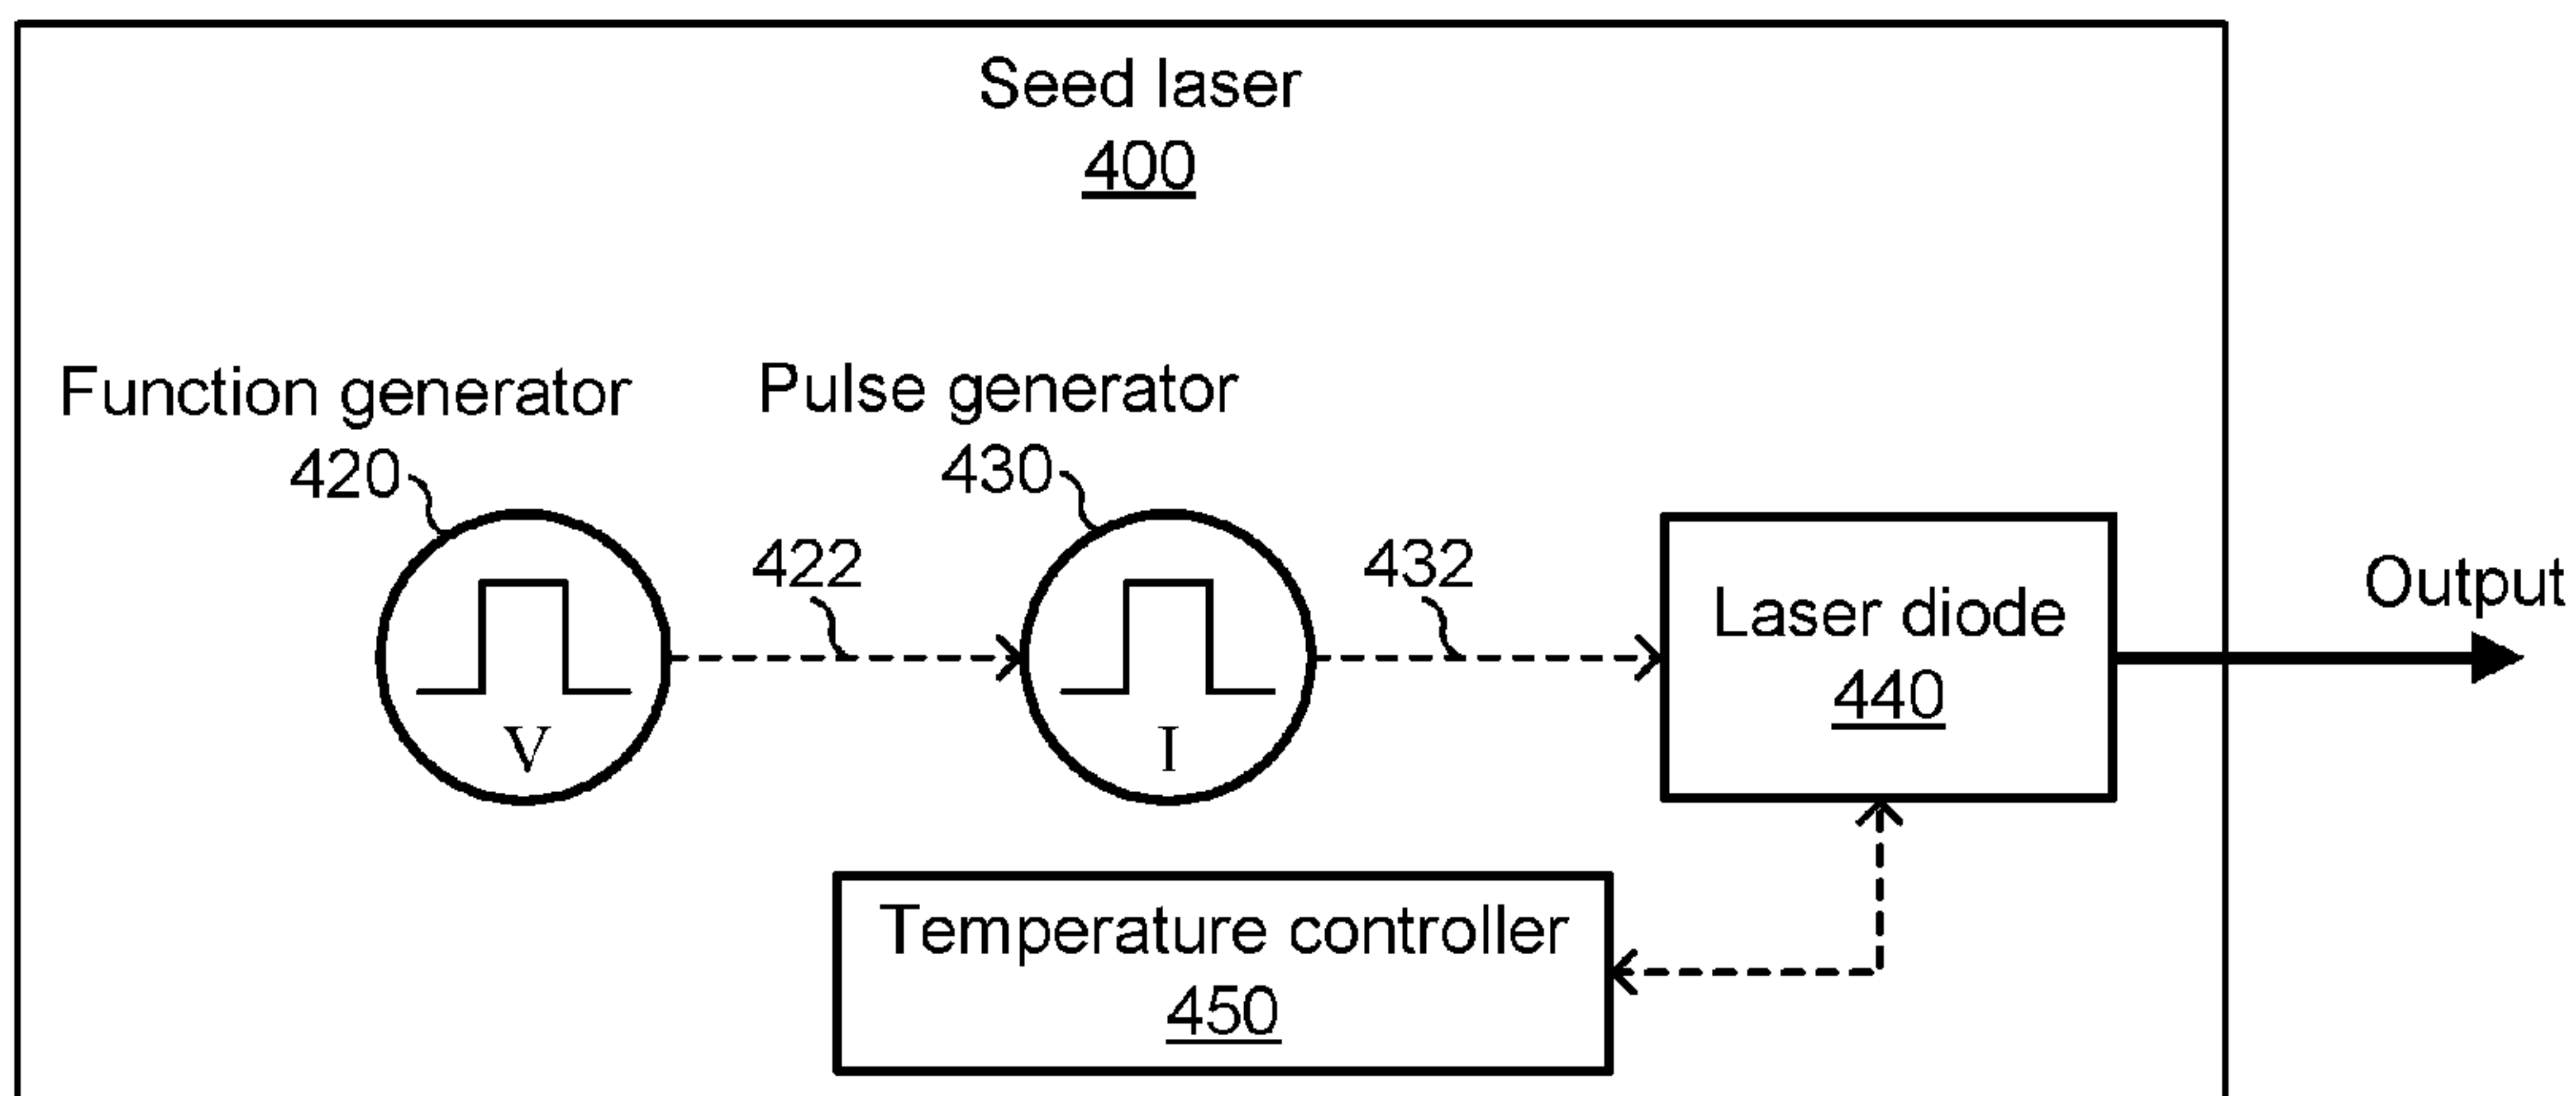 Seed laser
400
Function generator
420
Pulse generator
430
422
432
V
I
Laser diode
440
Output
Temperature controller
450